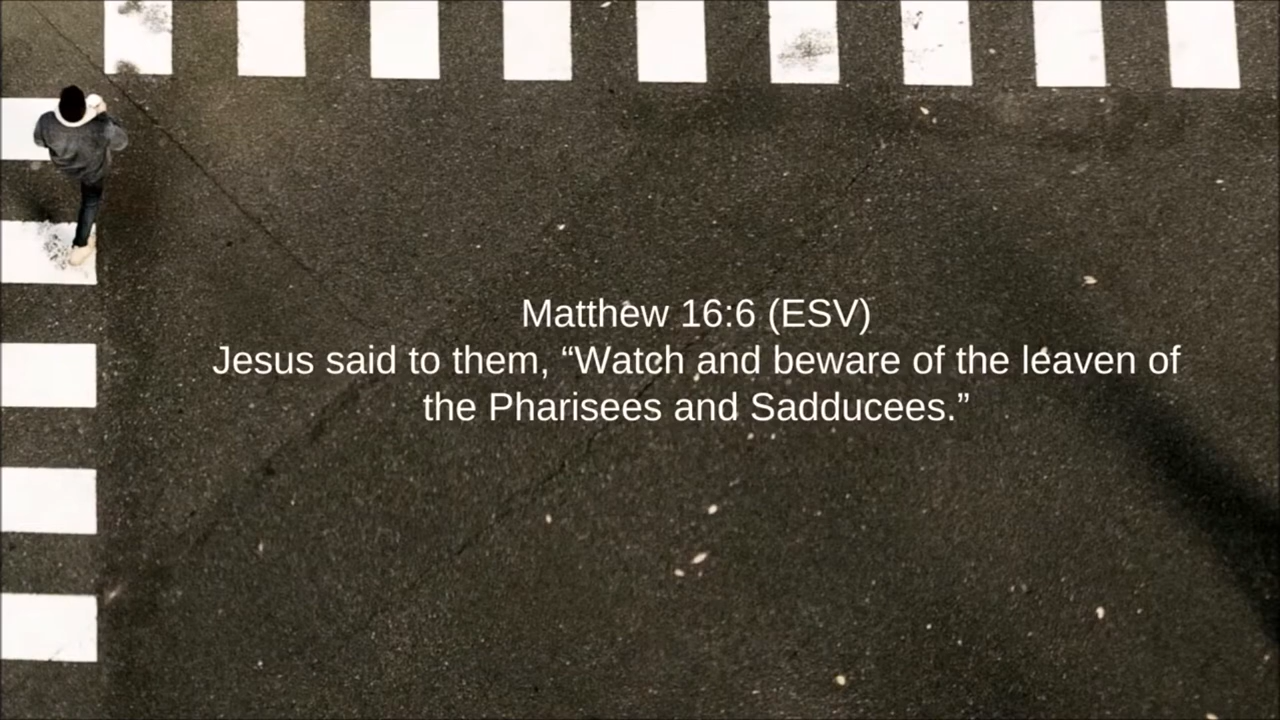 Matthew 16:6 (ESV)
Jesus said to them, “Watch and beware of the leaven of
the Pharisees and Sadducees.”